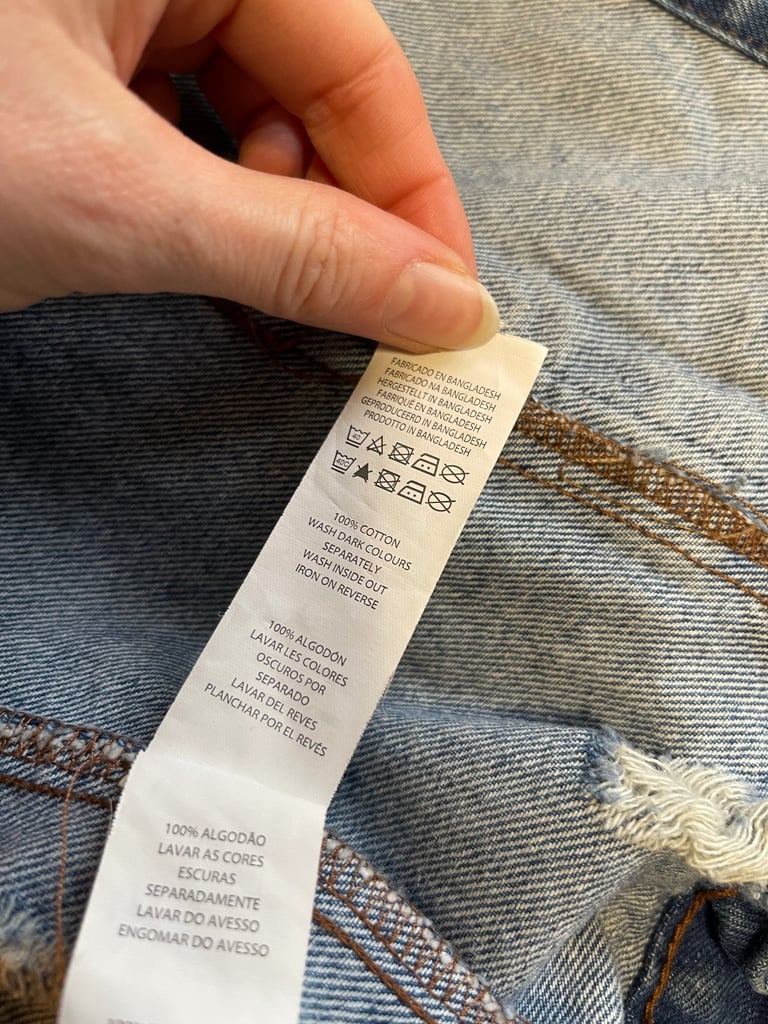 FABRICADO EN BANGLADESH
FABRICADO NA BANGLADESH
HERGESTELLT IN BANGLADESH
FABRIQUÉ EN BANGLADESH
GEPRODUCEERD IN BANGLADESH
PRODOTTO IN BANGLADESH
40
40C
100% COTTON
WASH DARK COLOURS
SEPARATELY
WASH INSIDE OUT
IRON ON REVERSE
100% ALGODÓN
LAVAR LES COLORES
OSCUROS POR
SEPARADO
LAVAR DEL REVES
PLANCHAR POR EL REVÉS
100% ALGODÃO
LAVAR AS CORES
ESCURAS
SEPARADAMENTE
LAVAR DO AVESSO
ENGOMAR DO AVESSO